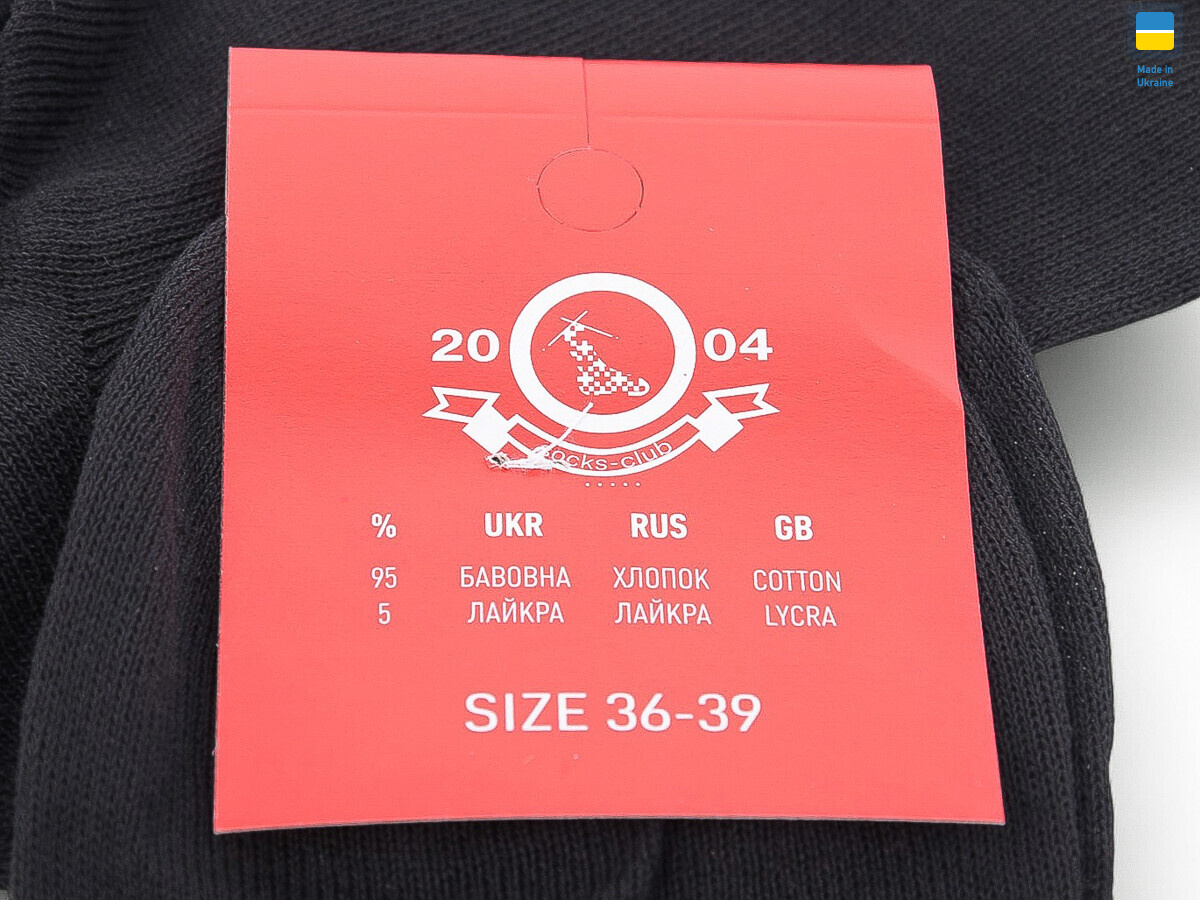 Made in
Ukraine
20 04
socks-club
% UKR RUS GB
95 БАВОВНА ХЛОПОК COTTON
5 ЛАЙКРА ЛАЙКРА LYCRA
SIZE 36-39